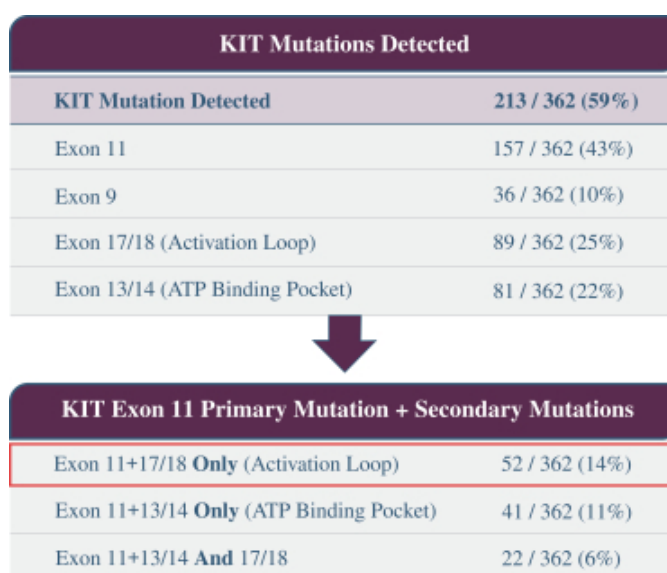 KIT Mutations Detected
KIT Mutation Detected 213 / 362 (59%)
Exon 11 157 / 362 (43%)
Exon 9 36 / 362 (10%)
Exon 17/18 (Activation Loop) 89 / 362 (25%)
Exon 13/14 (ATP Binding Pocket) 81 / 362 (22%)
KIT Exon 11 Primary Mutation + Secondary Mutations
Exon 11+17/18 Only (Activation Loop) 52 / 362 (14%)
Exon 11+13/14 Only (ATP Binding Pocket) 41 / 362 (11%)
Exon 11+13/14 And 17/18 22 / 362 (6%)